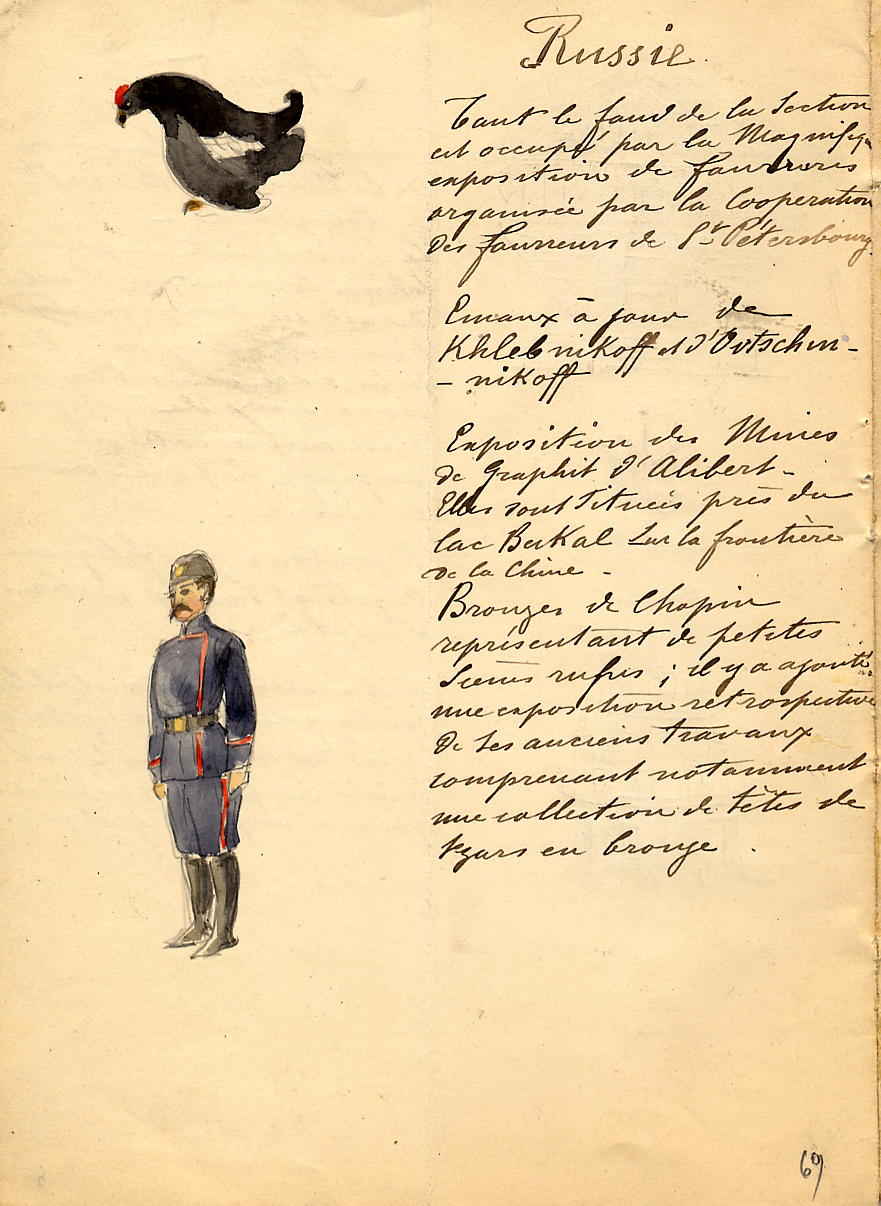 Russie
Tout le fond de la Section
est occupé par la Magnifiq.
exposition de fourrures
organisée par la Cooperation
des fourreurs de St Pétersbourg.
Emaux à jour de
Khlebnikoff et d'Ovtschin-
- nikoff
Exposition des Mines
de Graphit d'Alibert -
Elles sont situées près du
lac Baïkal sur la frontière
de la Chine -
Bronzes de Chopin
représentant de petites
scènes ; il y a ajouté
une exposition retrospective
de ses anciens travaux
comprenant notamment
une collection de têtes de
tzars en bronze .
69